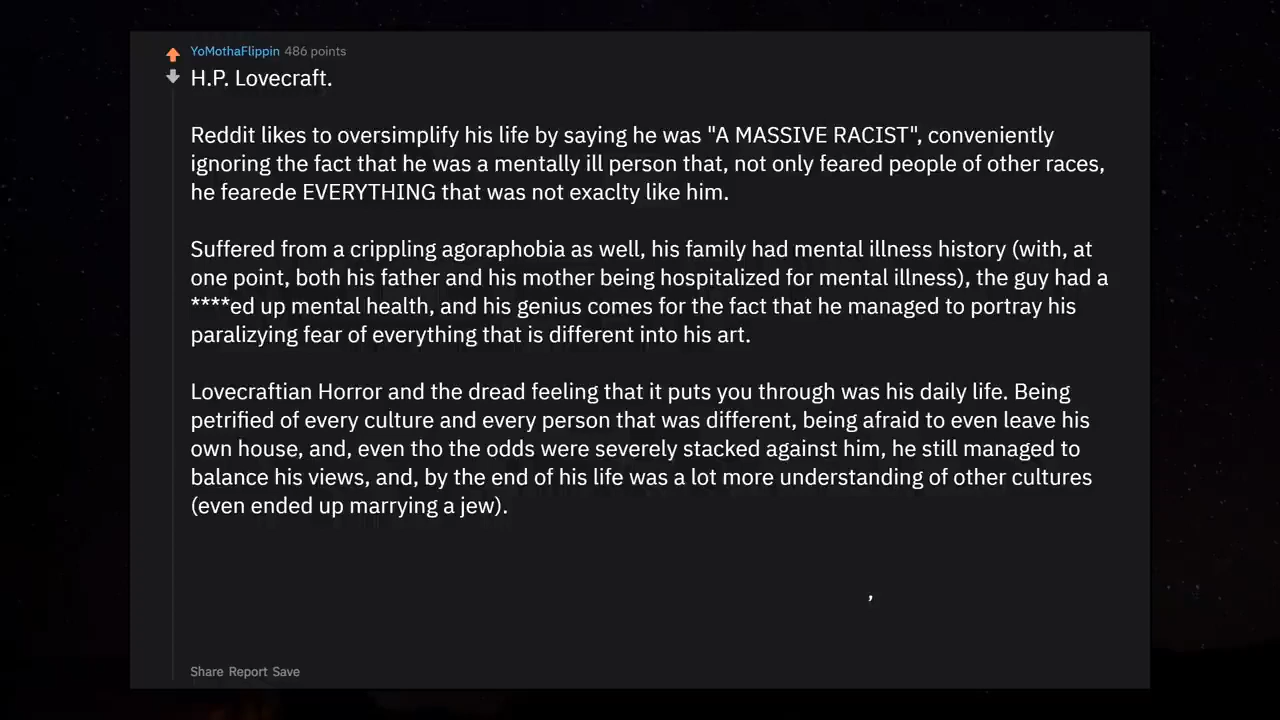 YoMothaFlippin 486 points
H.P. Lovecraft.
Reddit likes to oversimplify his life by saying he was "A MASSIVE RACIST", conveniently
ignoring the fact that he was a mentally ill person that, not only feared people of other races,
he fearede EVERYTHING that was not exaclty like him.
Suffered from a crippling agoraphobia as well, his family had mental illness history (with, at
one point, both his father and his mother being hospitalized for mental illness), the guy had a
****ed up mental health, and his genius comes for the fact that he managed to portray his
paralizying fear of everything that is different into his art.
Lovecraftian Horror and the dread feeling that it puts you through was his daily life. Being
petrified of every culture and every person that was different, being afraid to even leave his
own house, and, even tho the odds were severely stacked against him, he still managed to
balance his views, and, by the end of his life was a lot more understanding of other cultures
(even ended up marrying a jew).
,
Share Report Save